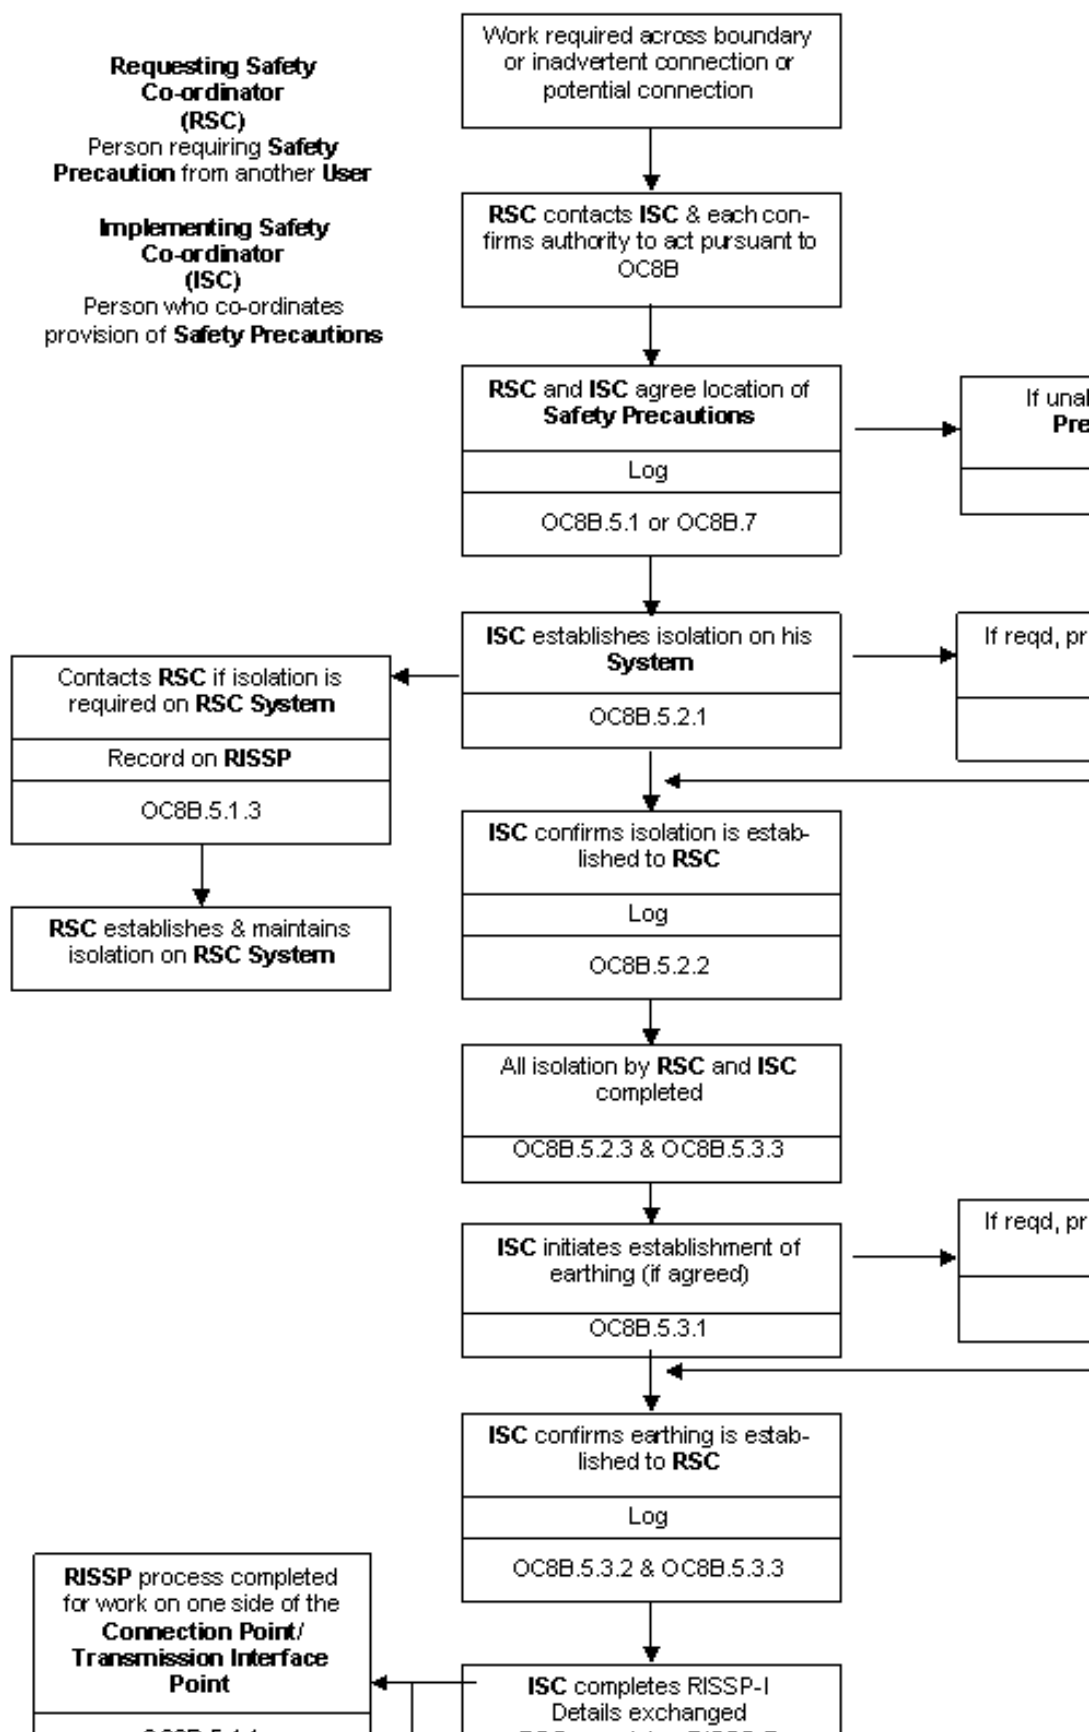 Requesting Safety
Co-ordinator
(RSC)
Person requiring Safety
Precaution from another User
Implementing Safety
Co-ordinator
(ISC)
Person who co-ordinates
provision of Safety Precautions
Work required across boundary
or inadvertent connection or
potential connection
RSC contacts ISC & each con-
firms authority to act pursuant to
OC8B
RSC and ISC agree location of
Safety Precautions
Log
OC8B.5.1 or OC8B.7
If
ISC establishes isolation on his
System
OC8B.5.2.1
If reqd,
Contacts RSC if isolation is
required on RSC System
Record on RISSP
OC8B.5.1.3
RSC establishes & maintains
isolation on RSC System
ISC confirms isolation is estab-
lished to RSC
Log
OC8B.5.2.2
All isolation by RSC and ISC
completed
OC8B.5.2.3 & OC8B.5.3.3
ISC initiates establishment of
earthing (if agreed)
OC8B.5.3.1
If reqd,
ISC confirms earthing is estab-
lished to RSC
Log
OC8B.5.3.2 & OC8B.5.3.3
RISSP process completed
for work on one side of the
Connection Point/
Transmission Interface
Point
ISC completes RISSP-I
Details exchanged